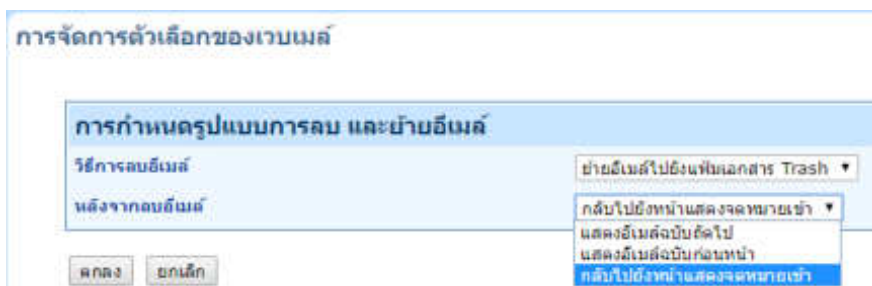 การจัดการตัวเลือกของเวบเมล์
การกำหนดรูปแบบการลบ และย้ายอีเมล์
วิธีการลบอีเมล์ ย้ายอีเมล์ไปยังแฟ้มเอกสาร Trash
หลังจากลบอีเมล์ กลับไปยังหน้าแสดงจดหมายเข้า
แสดงอีเมล์ฉบับถัดไป
แสดงอีเมล์ฉบับก่อนหน้า
กลับไปยังหน้าแสดงจดหมายเข้า
ตกลง ยกเลิก